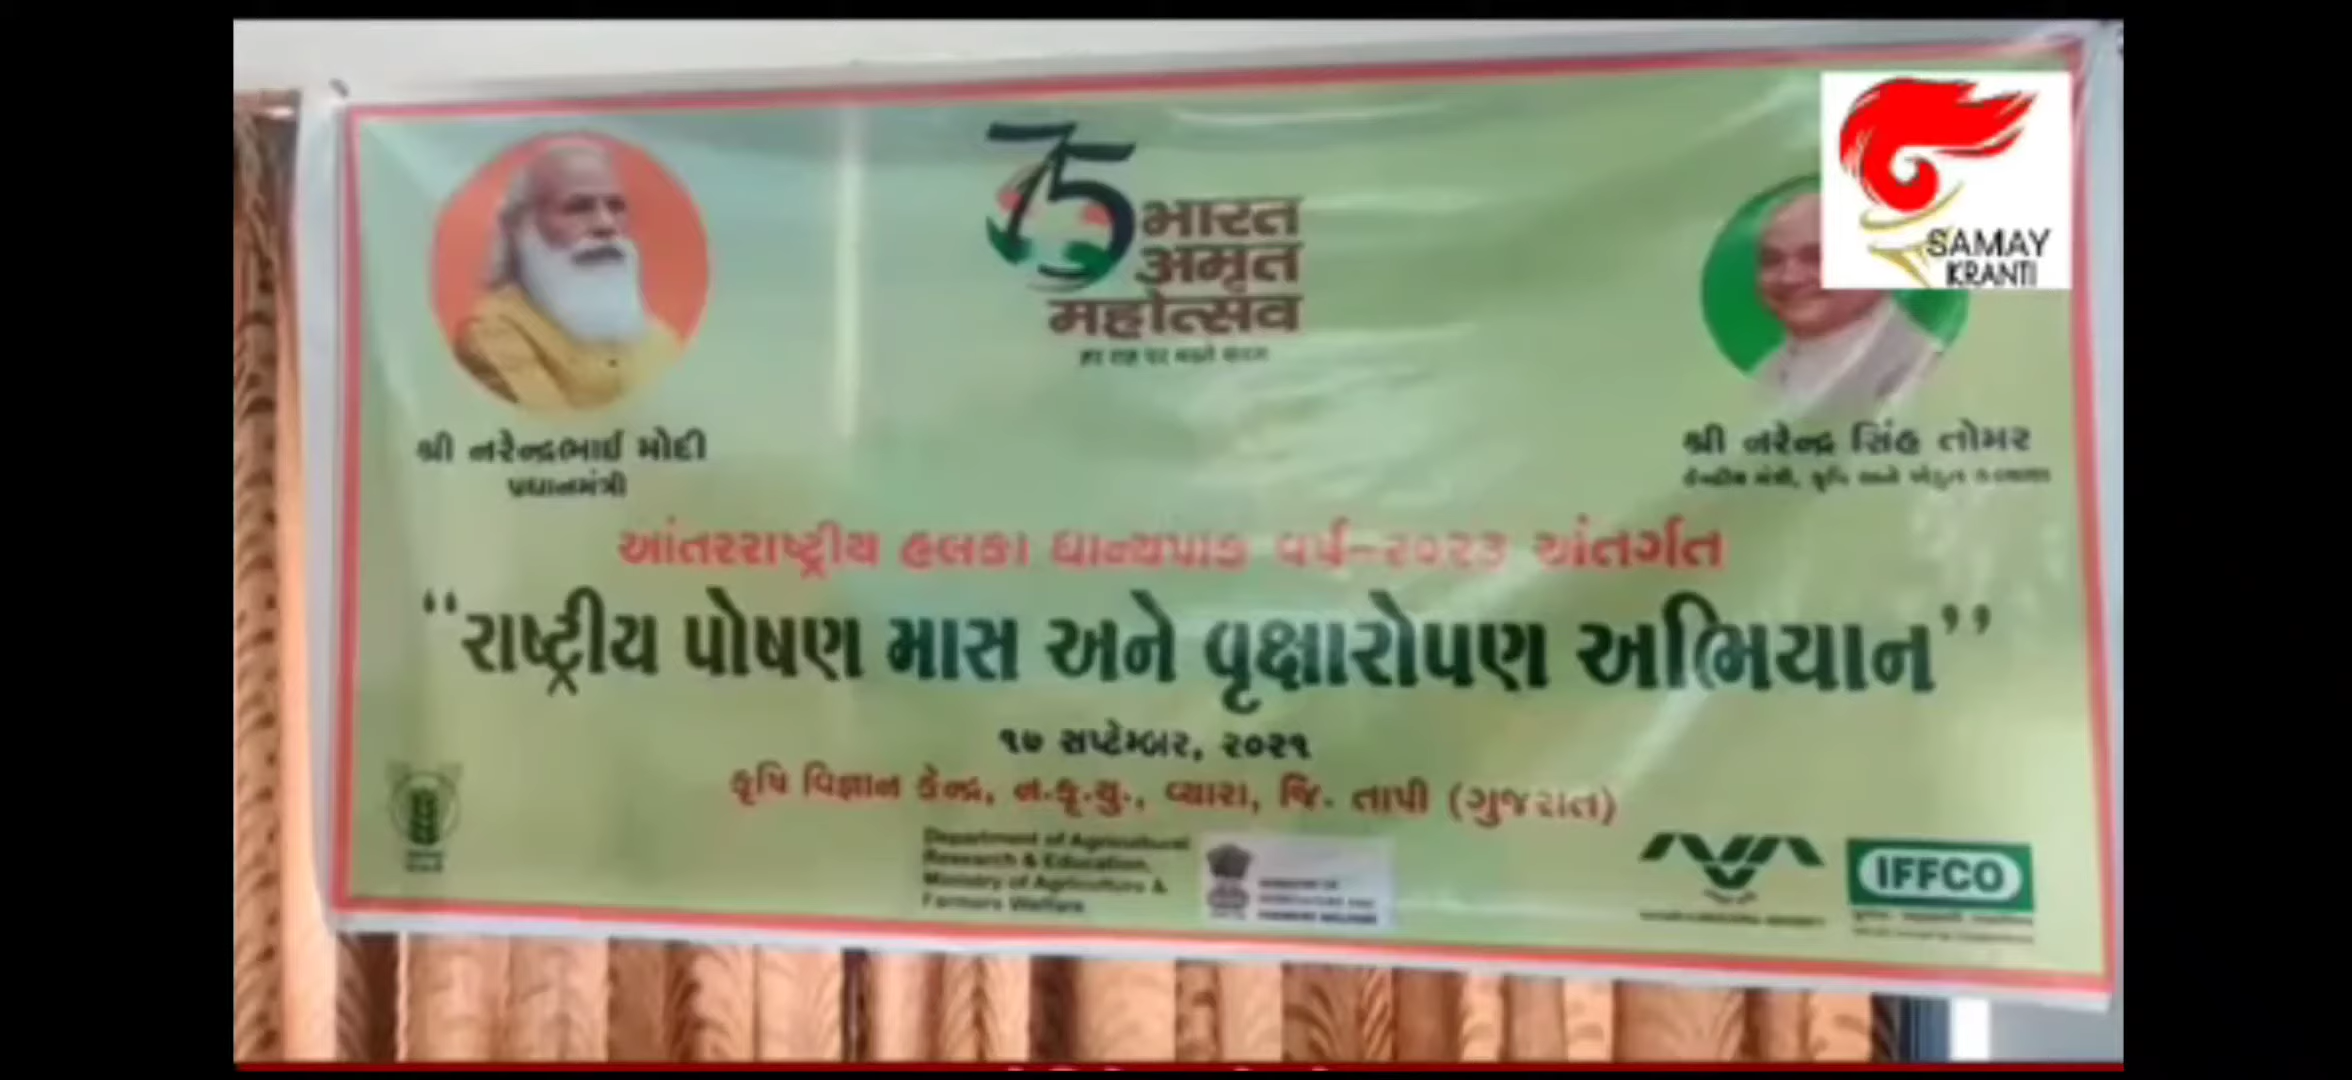 75
भारत
अमृत
महोत्सव
SAMAY
KRANTI
શ્રી નરેન્દ્રભાઈ મોદી
પ્રધાનમંત્રી
શ્રી નરેન્દ્ર સિંહ તોમર
કેન્દ્રીય મંત્રી, કૃષિ અને ખેડૂત કલ્યાણ
આંતરરાષ્ટ્રીય હલકા ધાન્યપાક વર્ષ-૨૦૨૩ અંતર્ગત
“રાષ્ટ્રીય પોષણ માસ અને વૃક્ષારોપણ અભિયાન”
૧૭ સપ્ટેમ્બર, ૨૦૨૧
કૃષિ વિજ્ઞાન કેન્દ્ર, ન.કૃ.યુ., વ્યારા, જિ. તાપી (ગુજરાત)
Department of Agricultural
Research & Education,
Ministry of Agriculture &
Farmers Welfare
IFFCO